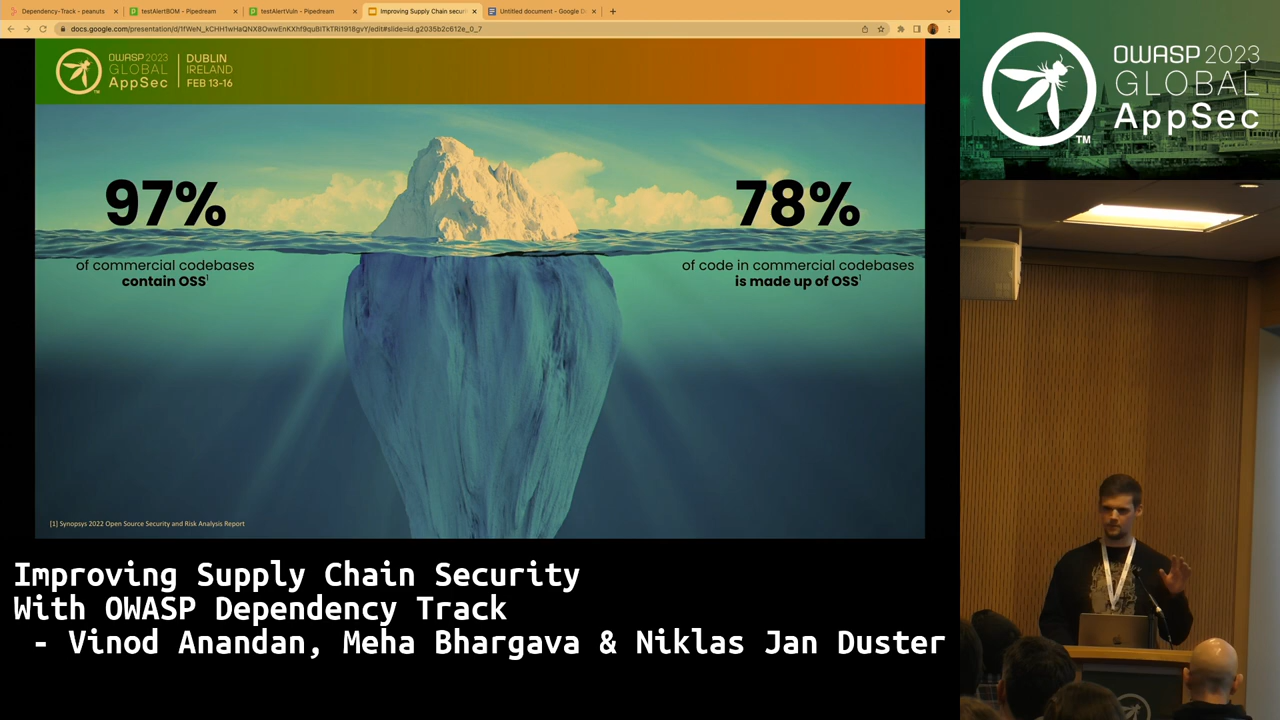 Dependency-Track - peanuts
testAlertBOM - Pipedream
testAlertVuln - Pipedream
Improving Supply Chain securi
Untitled document - Google D
docs.google.com/presentation/d/1fWeN_kCHH1wHaQNX8OwwEnKXhf9quBlTkTRi1918gvY/edit#slide=id.g2035b2c612e_0_7
OWASP 2023
GLOBAL
AppSec
TM
DUBLIN
IRELAND
FEB 13-16
97%
of commercial codebases
contain OSS¹
78%
of code in commercial codebases
is made up of OSS¹
[1] Synopsys 2022 Open Source Security and Risk Analysis Report
OWASP 2023
GLOBAL
AppSec
TM
Improving Supply Chain Security
With OWASP Dependency Track
- Vinod Anandan, Meha Bhargava & Niklas Jan Duster